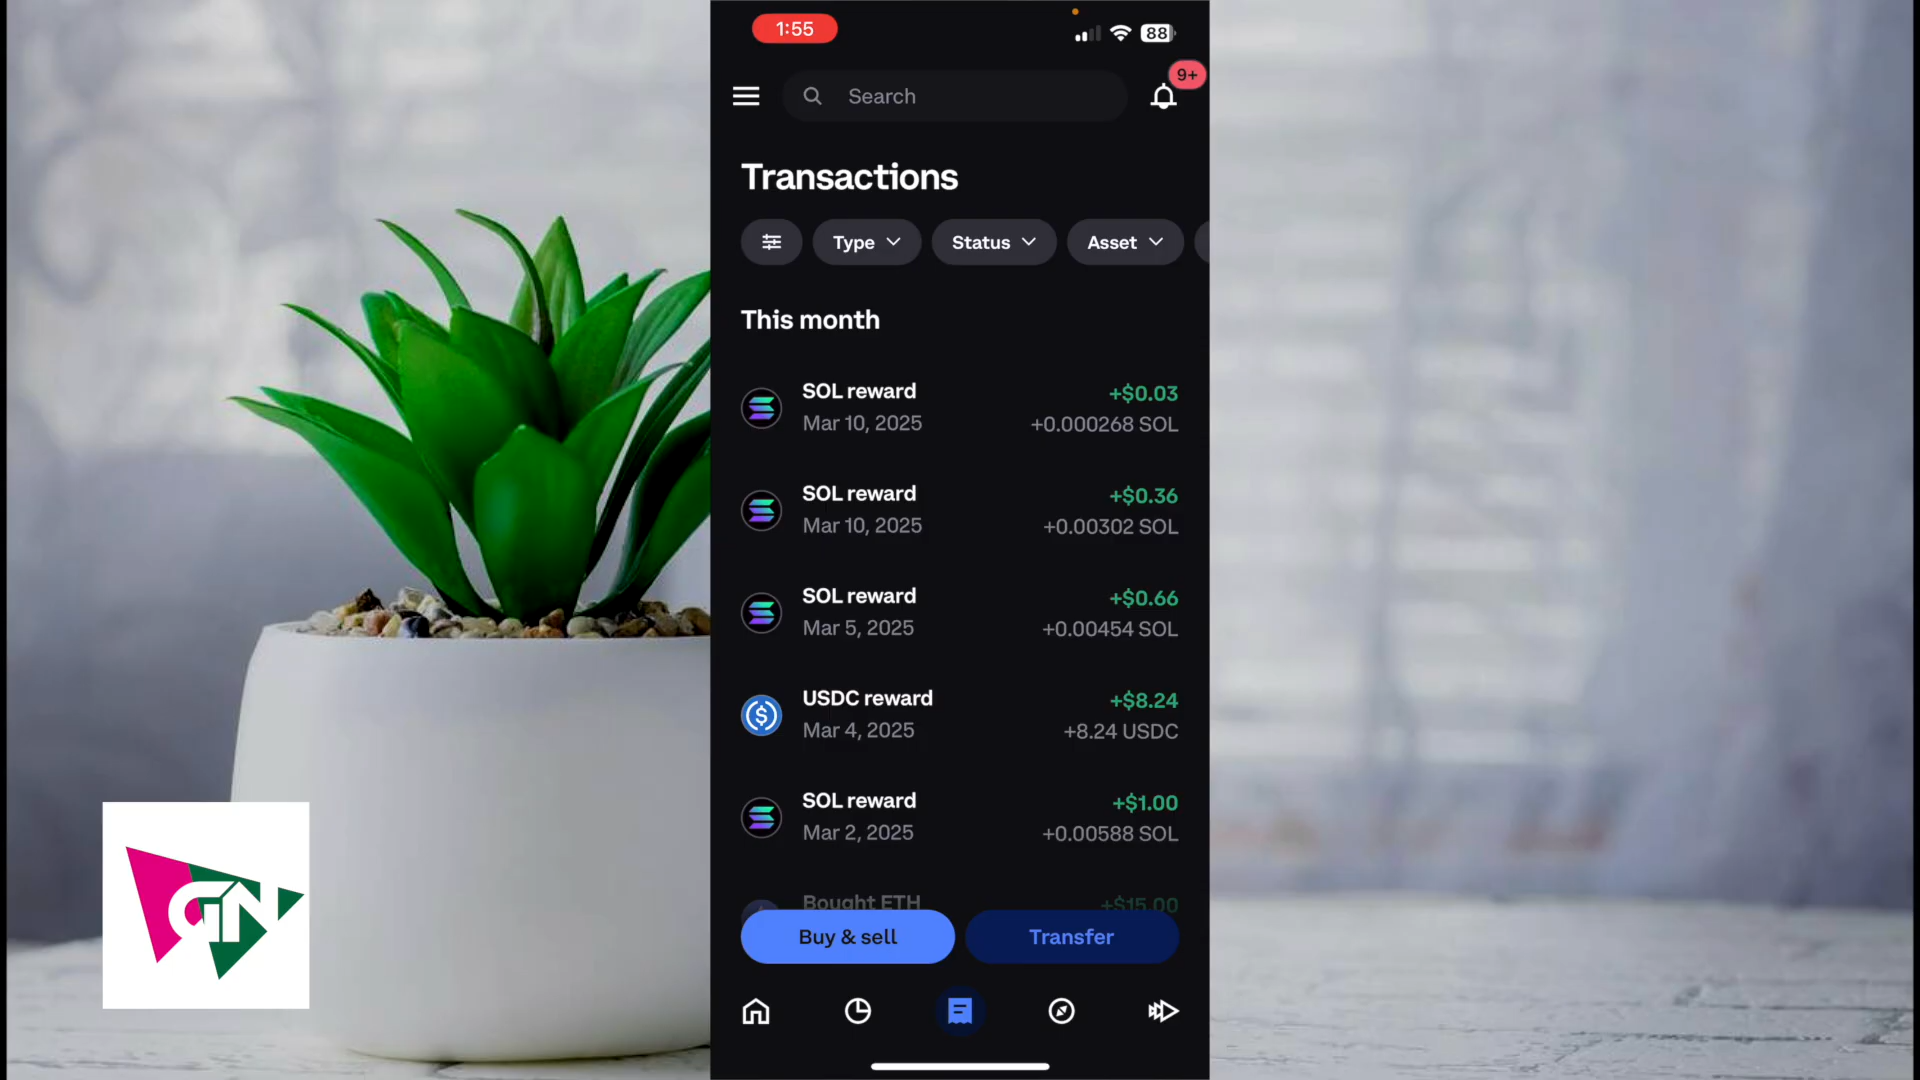 1:55
88
9+
Search
Transactions
Type
Status
Asset
This month
SOL reward
+$0.03
Mar 10, 2025
+0.000268 SOL
SOL reward
+$0.36
Mar 10, 2025
+0.00302 SOL
SOL reward
+$0.66
Mar 5, 2025
+0.00454 SOL
USDC reward
+$8.24
Mar 4, 2025
+8.24 USDC
SOL reward
+$1.00
Mar 2, 2025
+0.00588 SOL
Bought ETH
+$15.00
Buy & sell
Transfer
GN